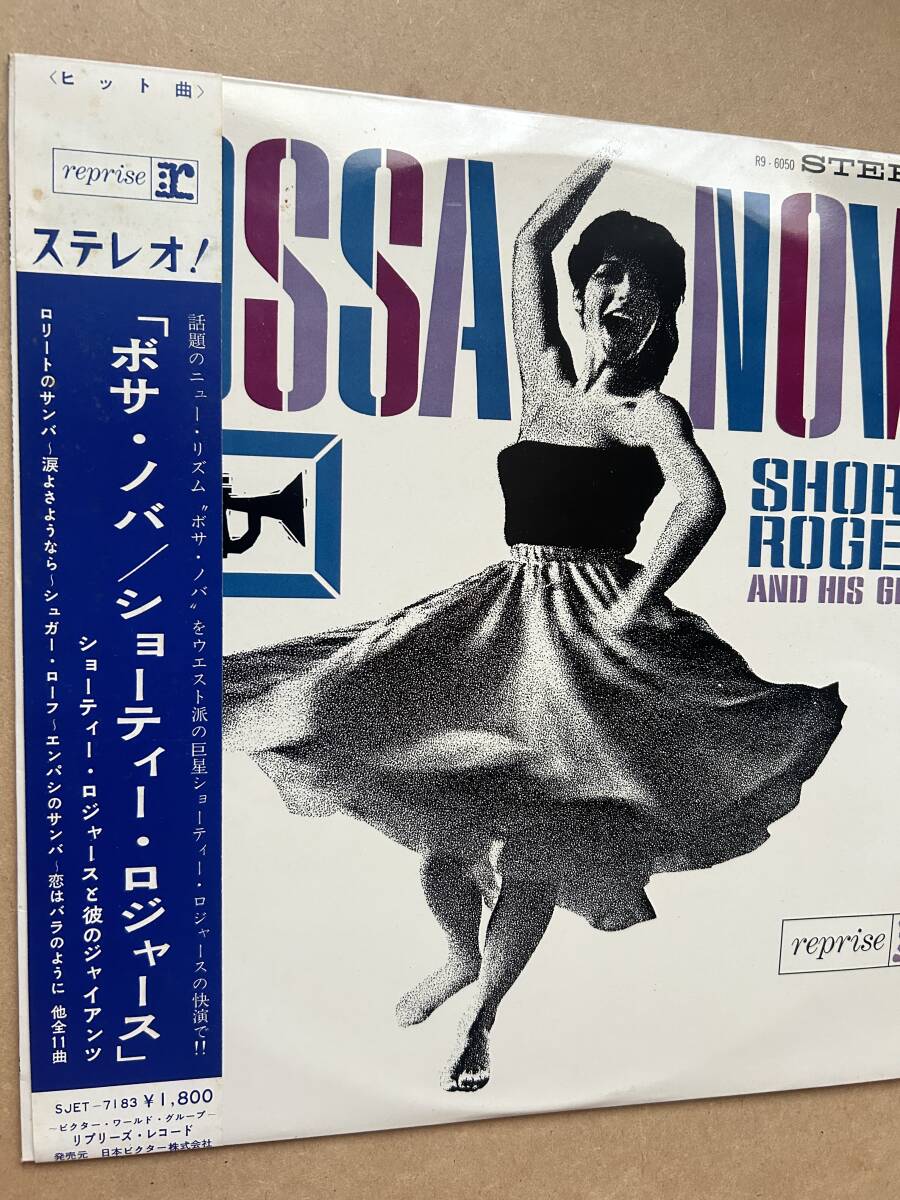 〈ヒット曲〉
reprise r
ステレオ!
話題のニュー・リズム〝ボサ・ノバ〟をウエスト派の巨星ショーティー・ロジャースの快演で!!
「ボサ・ノバ/ショーティー・ロジャース」
ショーティー・ロジャースと彼のジャイアンツ
ロリートのサンバ〜涙よさようなら〜シュガー・ローフ〜エンパシのサンバ〜恋はバラのように 他全11曲
SJET-7183 ¥1,800
ービクター・ワールド・グループー
リプリーズ・レコード
発売元 日本ビクター株式会社
R9-6050 STER
OSSA NOV
SHOR
ROGE
AND HIS GI
reprise